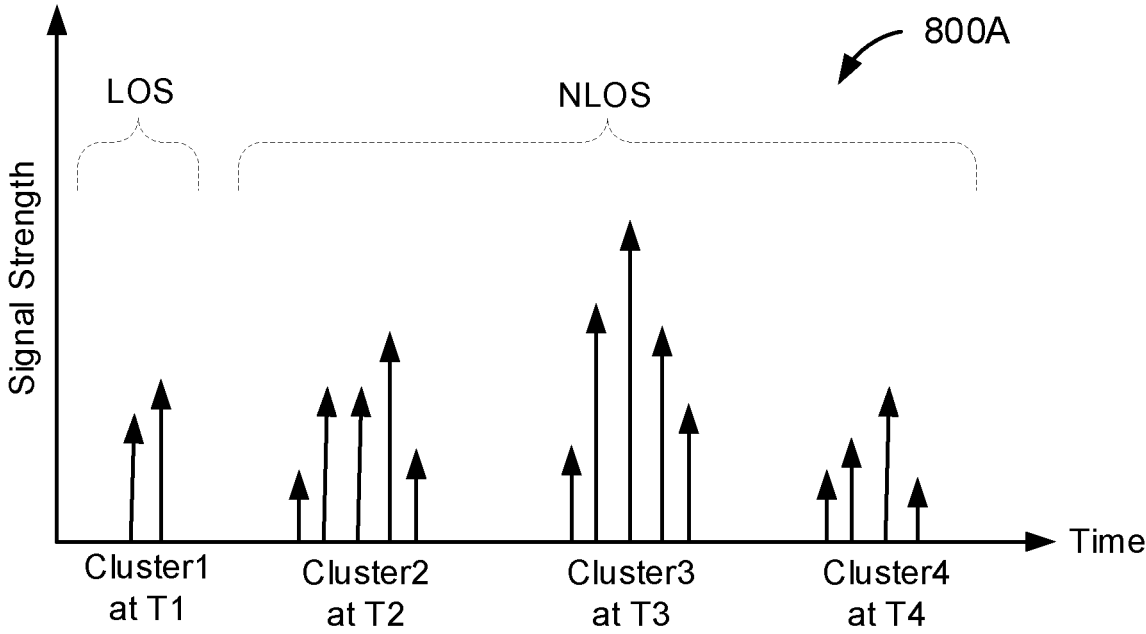 800A
LOS
NLOS
Signal Strength
Time
Cluster1
at T1
Cluster2
at T2
Cluster3
at T3
Cluster4
at T4